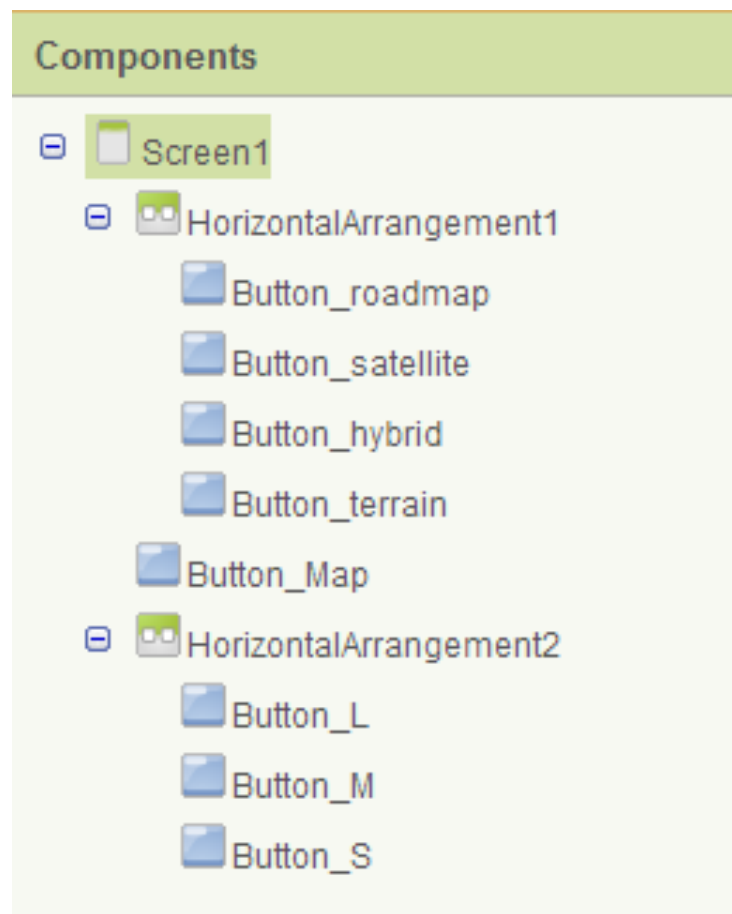 Components
Screen1
HorizontalArrangement1
Button_roadmap
Button_satellite
Button_hybrid
Button_terrain
Button_Map
HorizontalArrangement2
Button_L
Button_M
Button_S